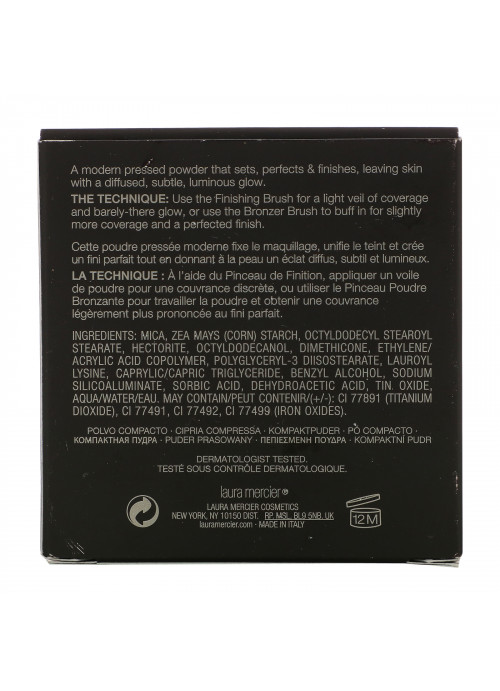 A modern pressed powder that sets, perfects & finishes, leaving skin
with a diffused, subtle, luminous glow.
THE TECHNIQUE: Use the Finishing Brush for a light veil of coverage
and barely-there glow, or use the Bronzer Brush to buff in for slightly
more coverage and a perfected finish.
Cette poudre pressée moderne fixe le maquillage, unifie le teint et crée
un fini parfait tout en donnant à la peau un éclat diffus, subtil et lumineux.
LA TECHNIQUE : À l'aide du Pinceau de Finition, appliquer un voile
de poudre pour une couvrance discrète, ou utiliser le Pinceau Poudre
Bronzante pour travailler la poudre et obtenir une couvrance
légèrement plus prononcée au fini parfait.
INGREDIENTS: MICA, ZEA MAYS (CORN) STARCH, OCTYLDODECYL STEAROYL
STEARATE, HECTORITE, OCTYLDODECANOL, DIMETHICONE, ETHYLENE/
ACRYLIC ACID COPOLYMER, POLYGLYCERYL-3 DIISOSTEARATE, LAUROYL
LYSINE, CAPRYLIC/CAPRIC TRIGLYCERIDE, BENZYL ALCOHOL, SODIUM
SILICOALUMINATE, SORBIC ACID, DEHYDROACETIC ACID, TIN OXIDE,
AQUA/WATER/EAU. MAY CONTAIN/PEUT CONTENIR/(+/-): CI 77891 (TITANIUM
DIOXIDE), CI 77491, CI 77492, CI 77499 (IRON OXIDES).
POLVO COMPACTO · CIPRIA COMPRESSA · KOMPAKTPUDER · PÓ COMPACTO ·
КОМПАКТНАЯ ПУДРА · PUDER PRASOWANY · ΠΕΠΙΕΣΜΕΝΗ ΠΟΥΔΡΑ · KOMPAKTNÍ PUDR
DERMATOLOGIST TESTED.
TESTÉ SOUS CONTRÔLE DERMATOLOGIQUE.
laura mercier®
LAURA MERCIER COSMETICS
NEW YORK, NY 10150 DIST. RP. MSL, BL9 5NB, UK
lauramercier.com · MADE IN ITALY
12M